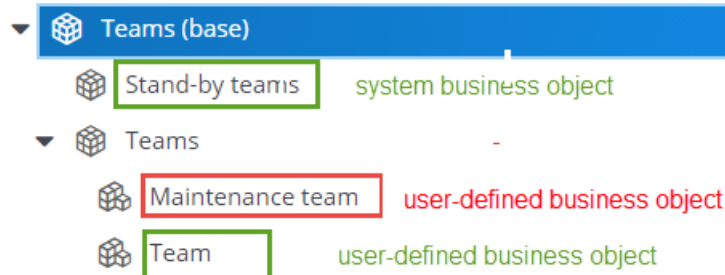 Teams (base)
Stand-by teams system business object
Teams -
Maintenance team user-defined business object
Team user-defined business object